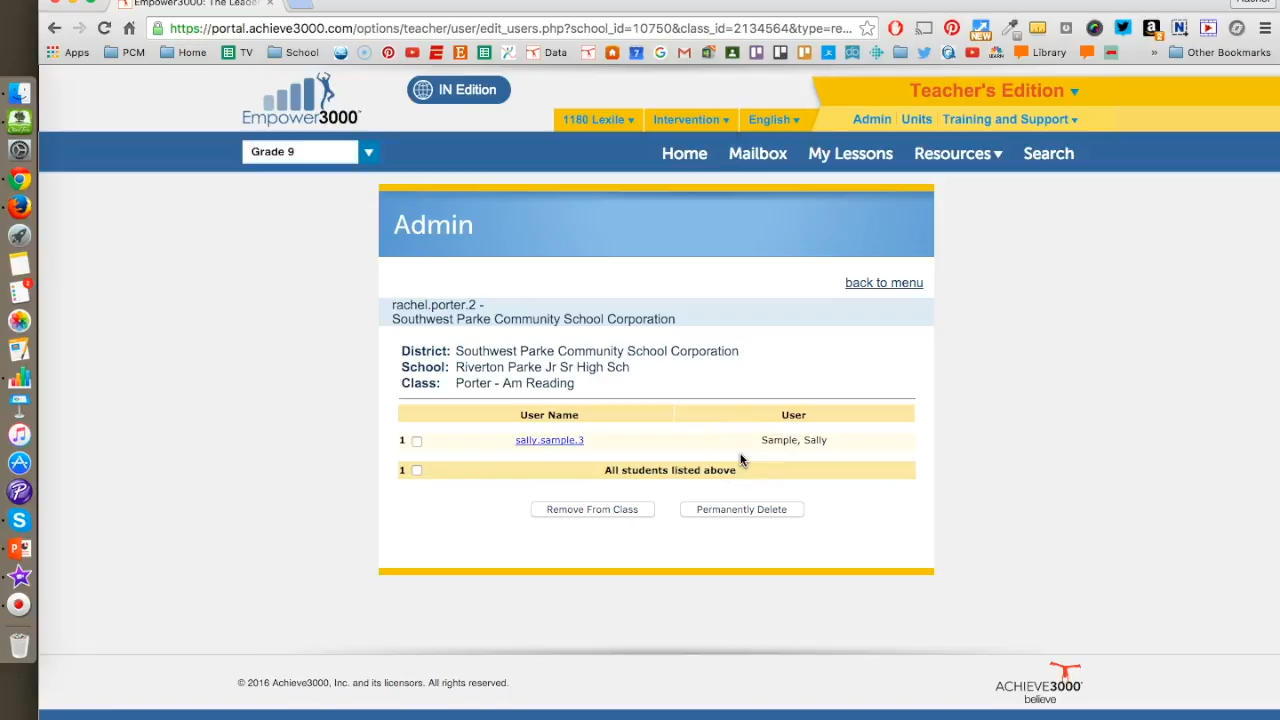 Empower3000: The Leader
https://portal.achieve3000.com/options/teacher/user/edit_users.php?school_id=10750&class_id=2134564&type=re...
Apps PCM Home TV School Data Library » Other Bookmarks
Empower3000™
IN Edition
Teacher's Edition
1180 Lexile Intervention English
Admin Units Training and Support
Grade 9
Home Mailbox My Lessons Resources Search
Admin
back to menu
rachel.porter.2 -
Southwest Parke Community School Corporation
District: Southwest Parke Community School Corporation
School: Riverton Parke Jr Sr High Sch
Class: Porter - Am Reading
User Name User
1 sally.sample.3 Sample, Sally
1 All students listed above
Remove From Class Permanently Delete
© 2016 Achieve3000, Inc. and its licensors. All rights reserved.
ACHIEVE3000®
believe